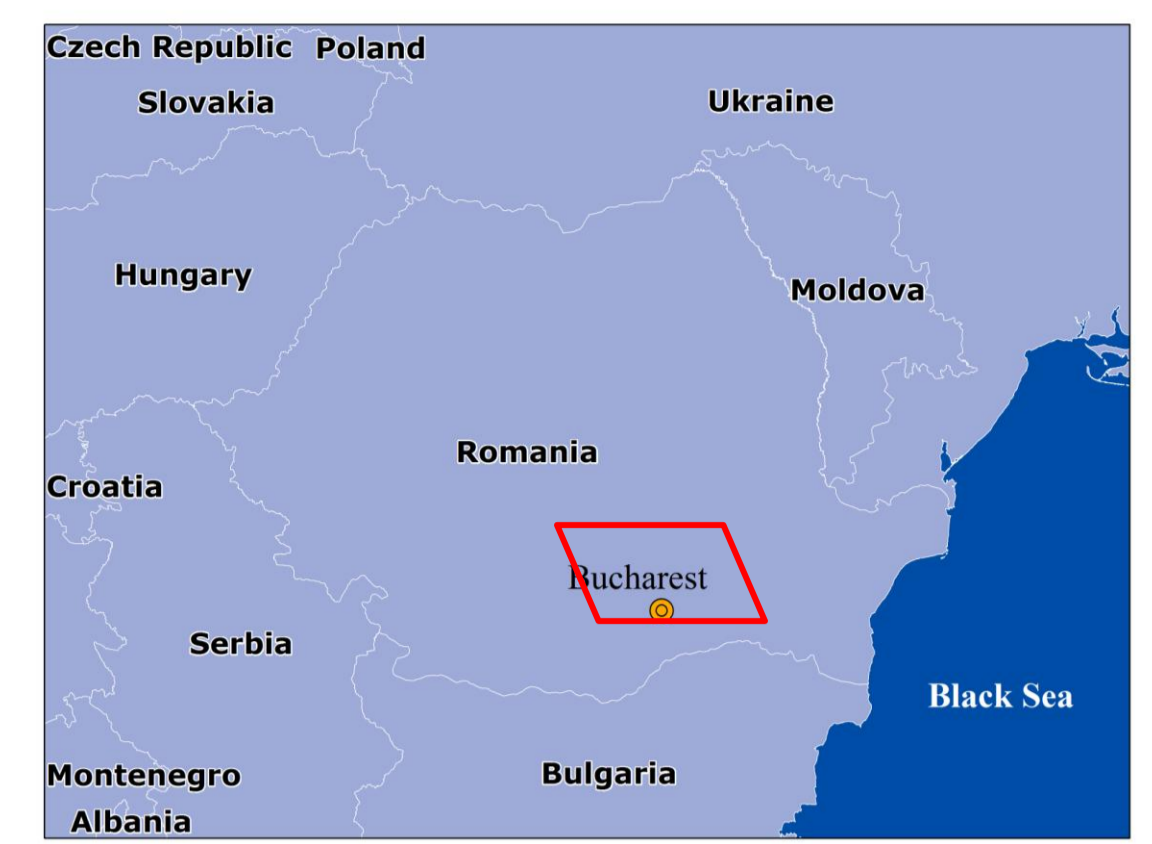 Czech Republic Poland
Slovakia
Ukraine
Hungary
Moldova
Romania
Croatia
Bucharest
Serbia
Black Sea
Montenegro
Bulgaria
Albania